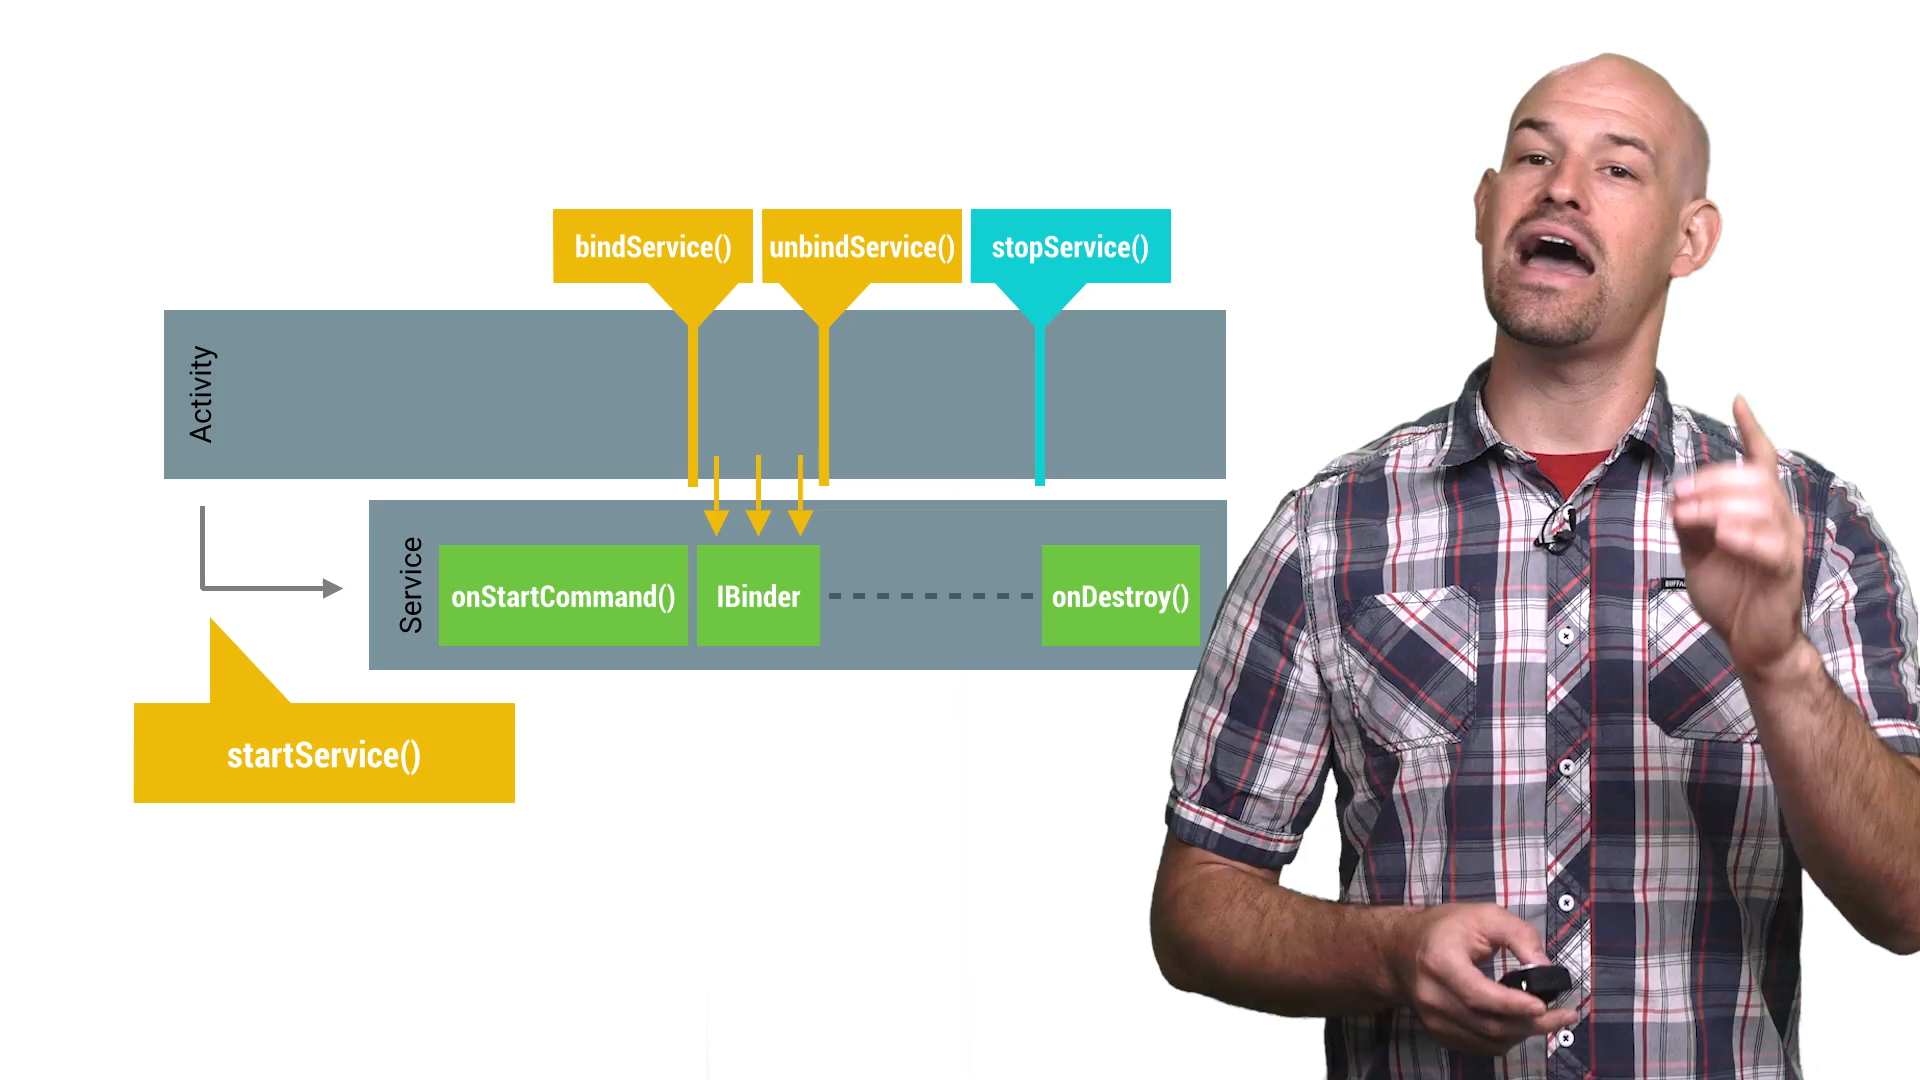 bindService()
unbindService()
stopService()
Activity
Service
onStartCommand()
IBinder
onDestroy()
startService()